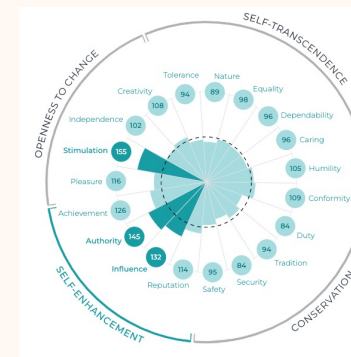 SELF-TRANSCENDENCE
OPENNESS TO CHANGE
SELF-ENHANCEMENT
CONSERVATION
Tolerance
94
Nature
89
Equality
98
Dependability
96
Caring
96
Humility
105
Conformity
109
Duty
84
Tradition
94
Security
84
Safety
95
Reputation
114
Influence
132
Authority
145
Achievement
126
Pleasure
116
Stimulation
155
Independence
102
Creativity
108